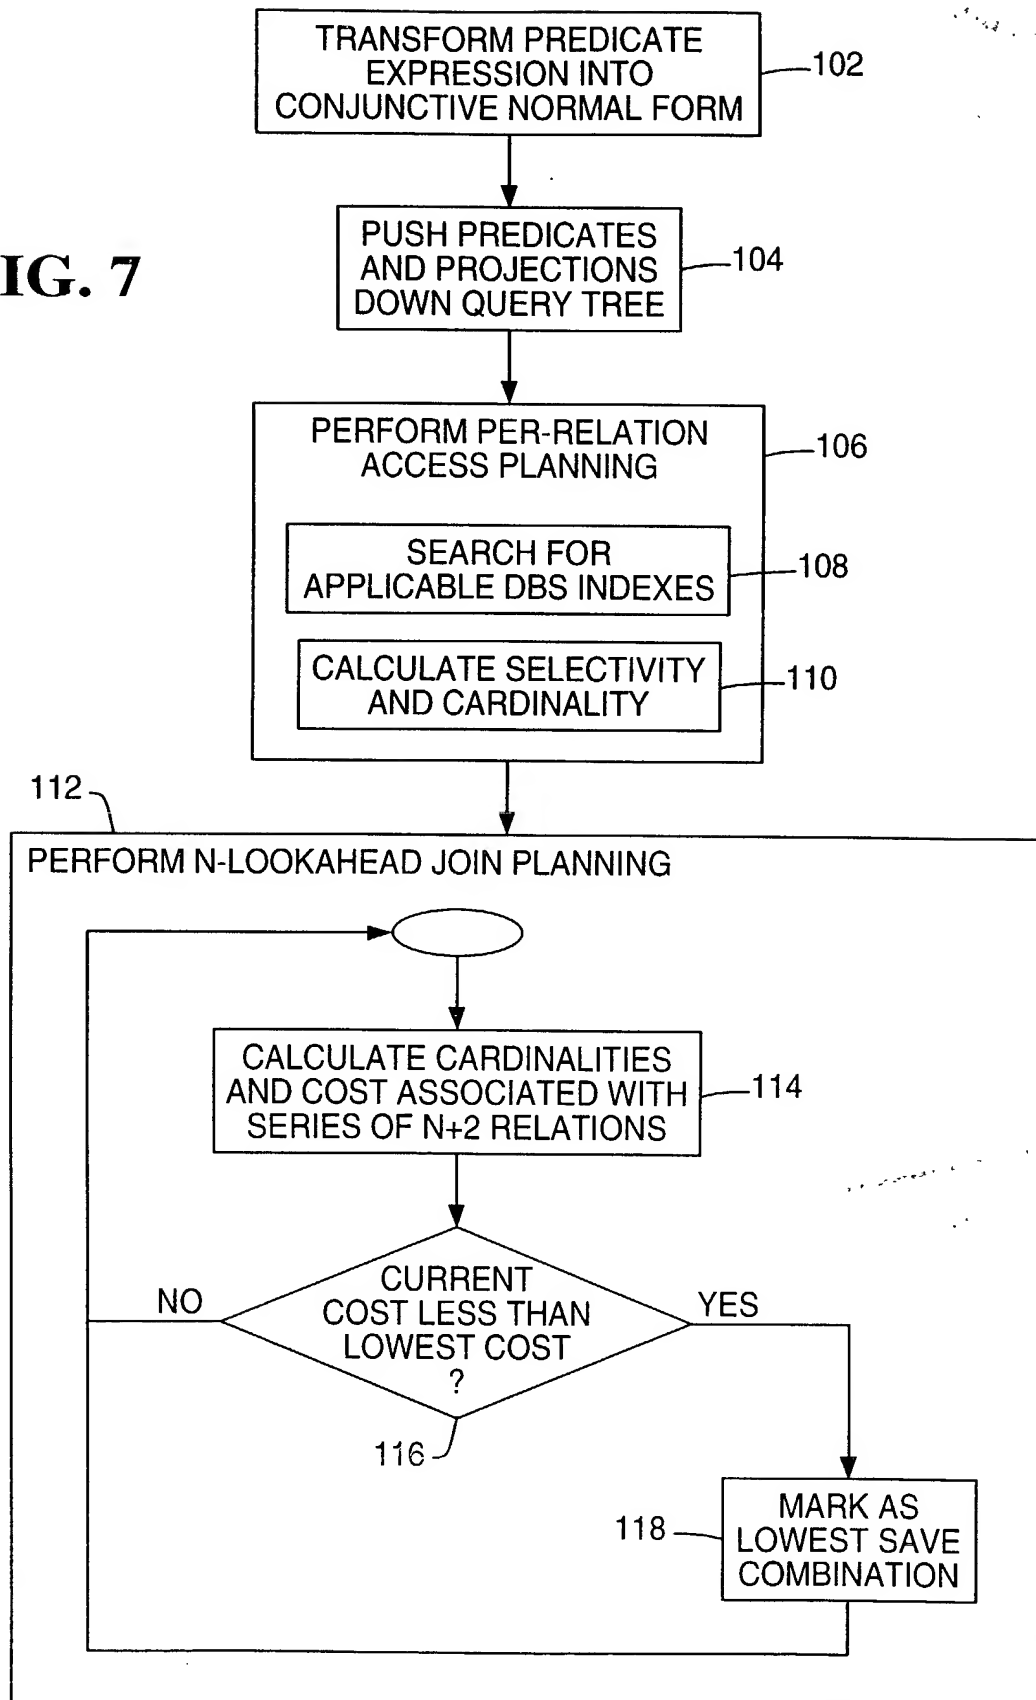 TRANSFORM PREDICATE
EXPRESSION INTO
CONJUNCTIVE NORMAL FORM
102
IG. 7
PUSH PREDICATES
AND PROJECTIONS
DOWN QUERY TREE
104
PERFORM PER-RELATION
ACCESS PLANNING
106
SEARCH FOR
APPLICABLE DBS INDEXES
108
CALCULATE SELECTIVITY
AND CARDINALITY
110
112
PERFORM N-LOOKAHEAD JOIN PLANNING
CALCULATE CARDINALITIES
AND COST ASSOCIATED WITH
SERIES OF N+2 RELATIONS
114
CURRENT
COST LESS THAN
LOWEST COST
?
NO
YES
116
MARK AS
LOWEST SAVE
COMBINATION
118